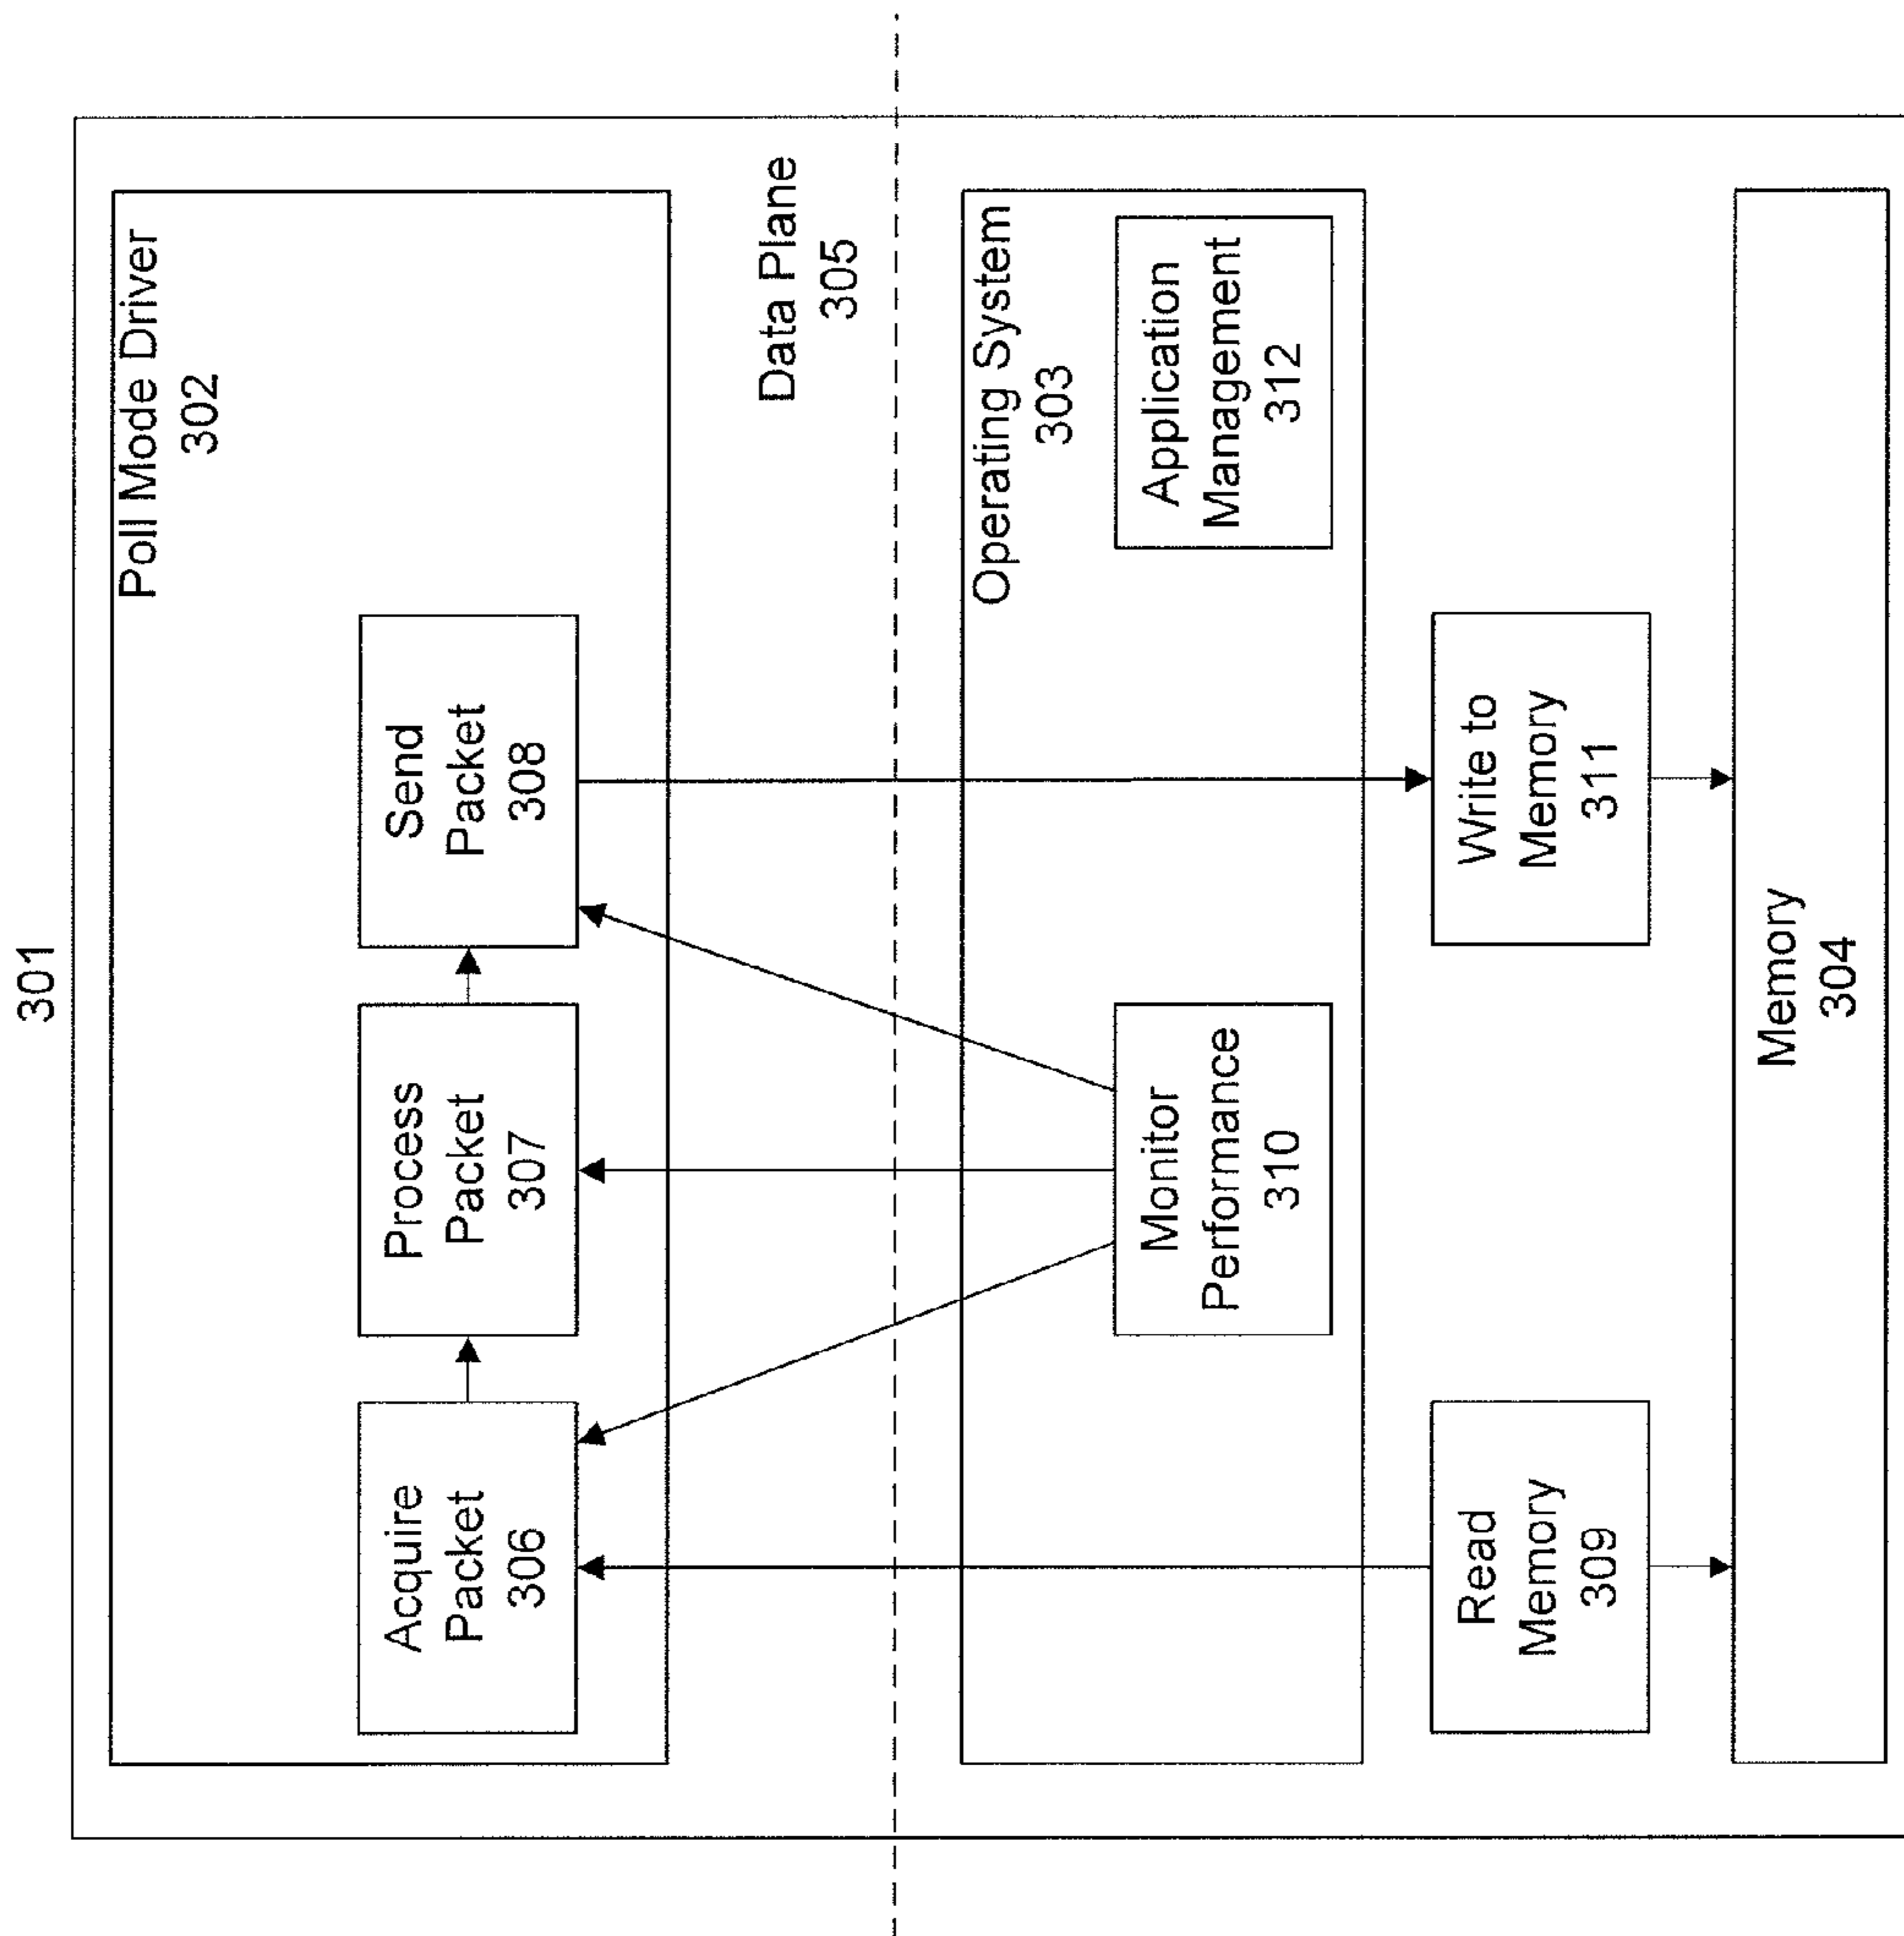 301
Poll Mode Driver
302
Acquire
Packet
306
Process
Packet
307
Send
Packet
308
Data Plane
305
Operating System
303
Monitor
Performance
310
Application
Management
312
Read
Memory
309
Write to
Memory
311
Memory
304